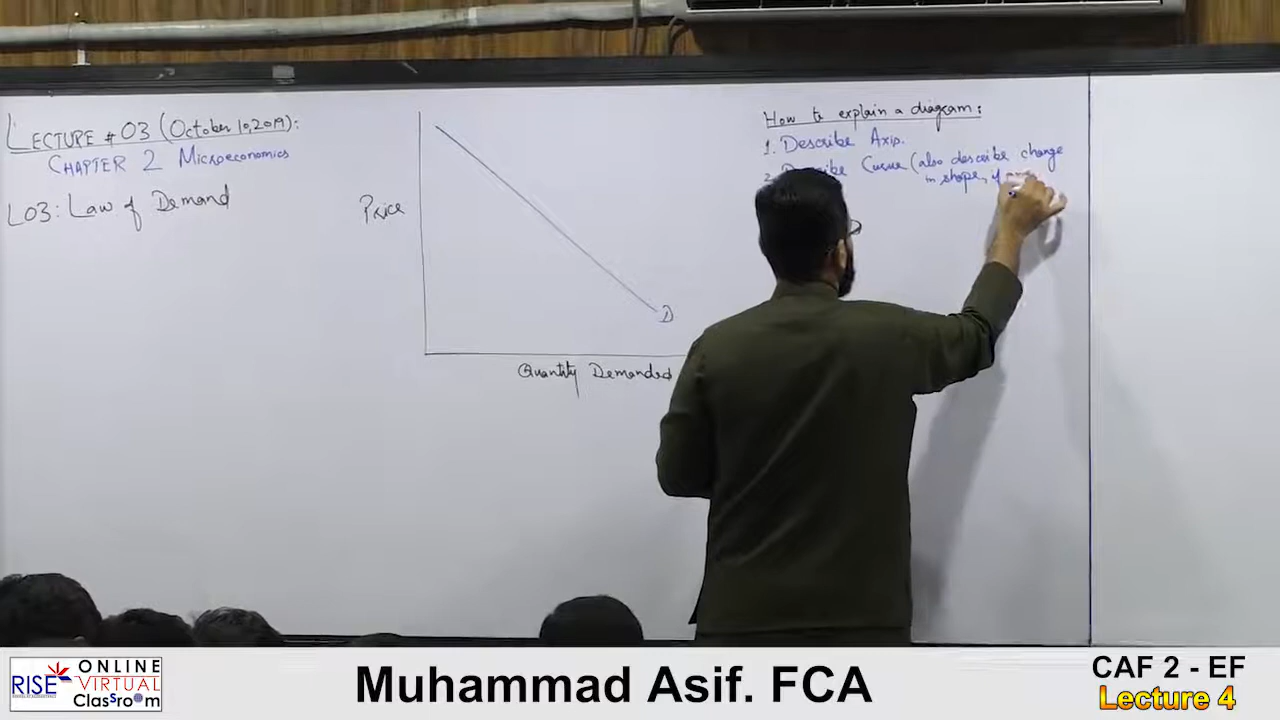 LECTURE # 03 (October 10, 2019):
CHAPTER 2 Microeconomics
LO3: Law of Demand
Price
D
Quantity Demanded
How to explain a diagram:
1. Describe Axis.
2. Describe Curve (also describe change
in shape, if
RISE
ONLINE
VIRTUAL
Classroom
Muhammad Asif. FCA
CAF 2 - EF
Lecture 4